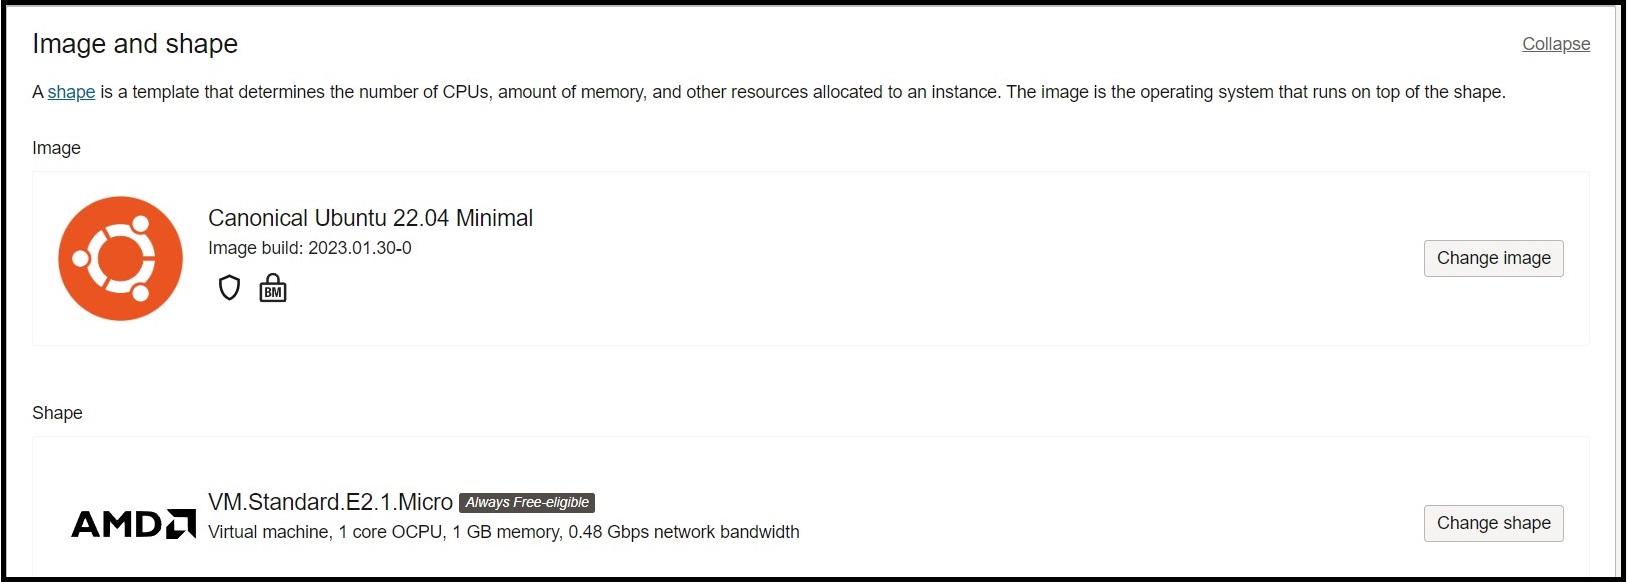 Image and shape
Collapse
A shape is a template that determines the number of CPUs, amount of memory, and other resources allocated to an instance. The image is the operating system that runs on top of the shape.
Image
Canonical Ubuntu 22.04 Minimal
Image build: 2023.01.30-0
BM
Change image
Shape
AMD
VM.Standard.E2.1.Micro Always Free-eligible
Virtual machine, 1 core OCPU, 1 GB memory, 0.48 Gbps network bandwidth
Change shape